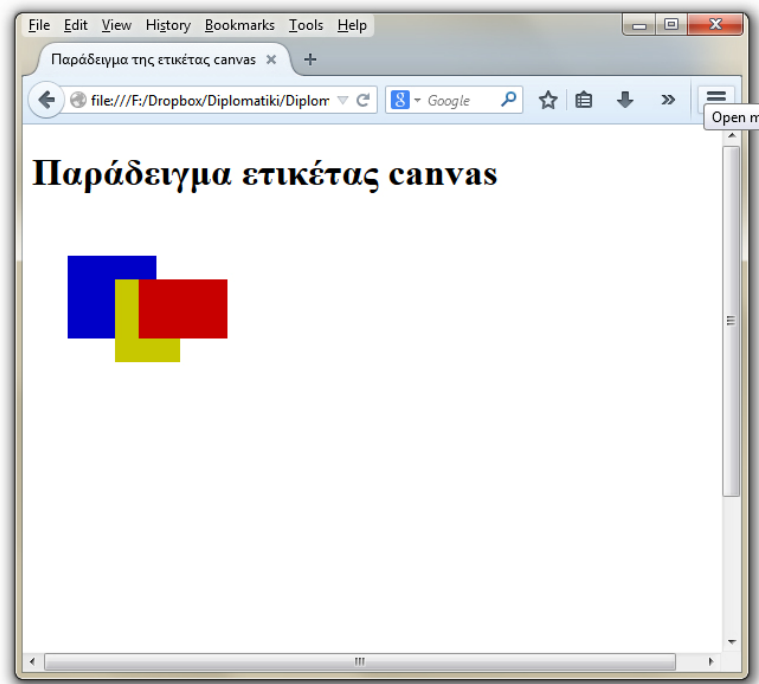 File Edit View History Bookmarks Tools Help
Παράδειγμα της ετικέτας canvas
file:///F:/Dropbox/Diplomatiki/Diplom 8 Google
Open m
Παράδειγμα ετικέτας canvas